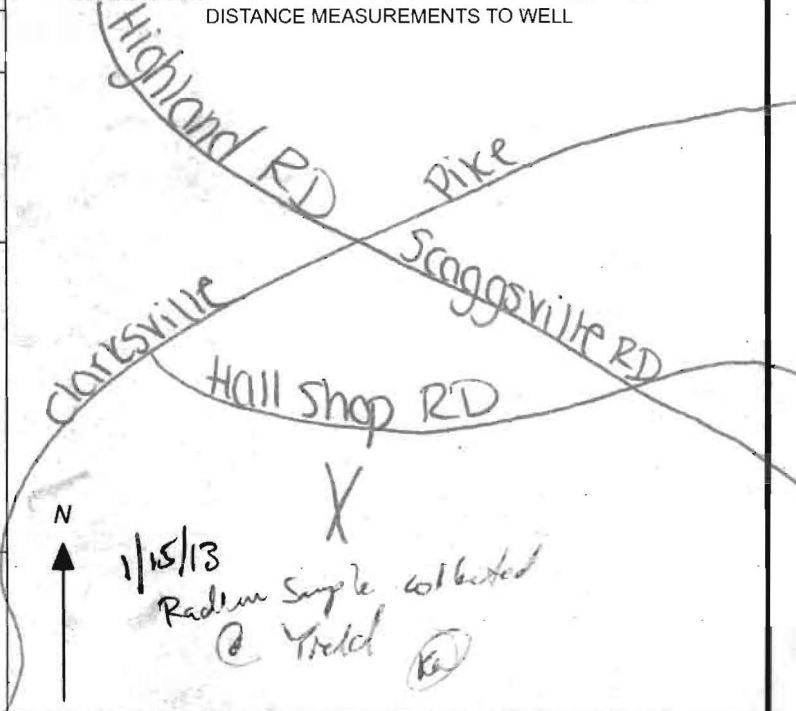 DISTANCE MEASUREMENTS TO WELL
Highland RD
Pike
Scaggsville RD
Clarksville
Hall Shop RD
X
N
1/15/13
Radium Sample collected
@ Yield